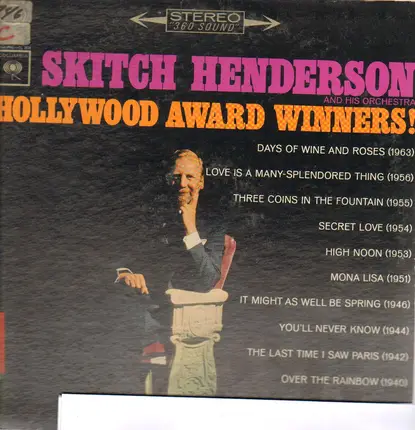 STEREO
"360 SOUND"
SKITCH HENDERSON
AND HIS ORCHESTRA
HOLLYWOOD AWARD WINNERS!
DAYS OF WINE AND ROSES (1963)
LOVE IS A MANY-SPLENDORED THING (1956)
THREE COINS IN THE FOUNTAIN (1955)
SECRET LOVE (1954)
HIGH NOON (1953)
MONA LISA (1951)
IT MIGHT AS WELL BE SPRING (1946)
YOU'LL NEVER KNOW (1944)
THE LAST TIME I SAW PARIS (1942)
OVER THE RAINBOW (1940)